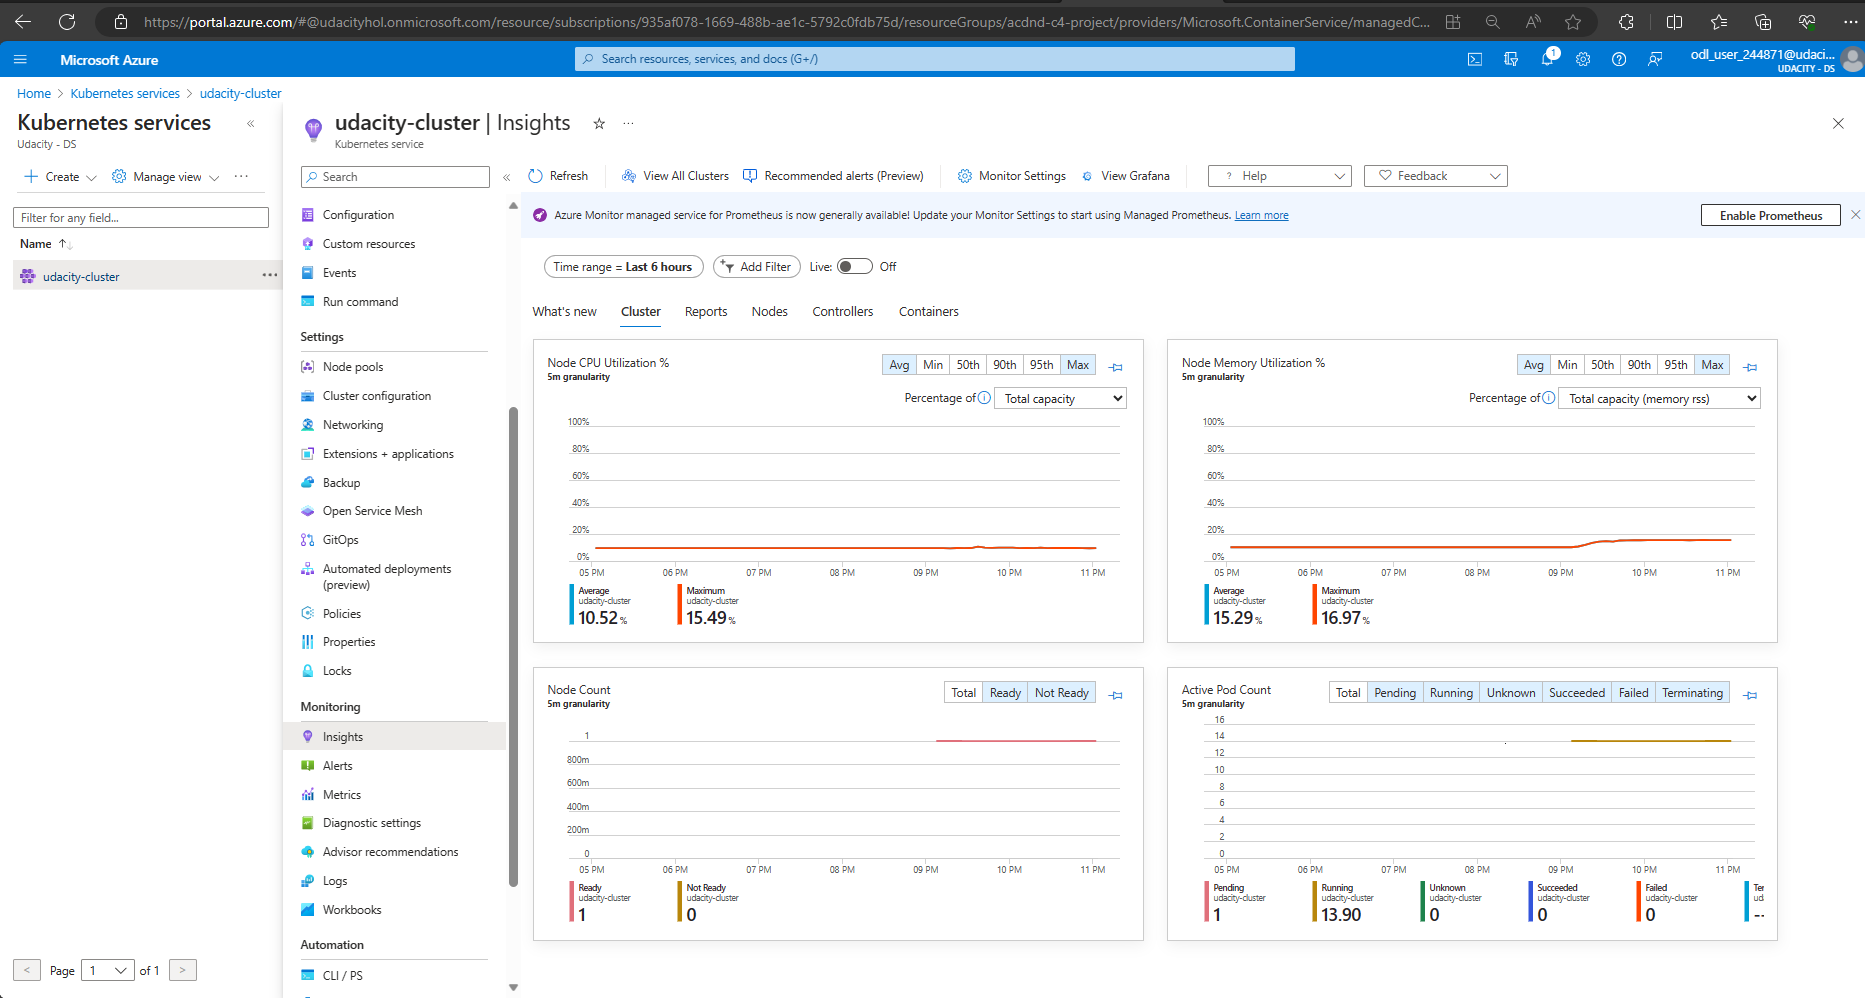 https://portal.azure.com/#@udacityhol.onmicrosoft.com/resource/subscriptions/935af078-1669-488b-ae1c-5792c0fdb75d/resourceGroups/acdnd-c4-project/providers/Microsoft.ContainerService/managedC...
Microsoft Azure
Search resources, services, and docs (G+/)
1
odl_user_244871@udaci...
UDACITY - DS
Home > Kubernetes services > udacity-cluster
Kubernetes services
Udacity - DS
Create
Manage view
Filter for any field...
Name
udacity-cluster
Page 1 of 1
udacity-cluster | Insights
Kubernetes service
Search
Configuration
Custom resources
Events
Run command
Settings
Node pools
Cluster configuration
Networking
Extensions + applications
Backup
Open Service Mesh
GitOps
Automated deployments
(preview)
Policies
Properties
Locks
Monitoring
Insights
Alerts
Metrics
Diagnostic settings
Advisor recommendations
Logs
Workbooks
Automation
CLI / PS
Refresh
View All Clusters
Recommended alerts (Preview)
Monitor Settings
View Grafana
? Help
Feedback
Azure Monitor managed service for Prometheus is now generally available! Update your Monitor Settings to start using Managed Prometheus. Learn more
Enable Prometheus
Time range = Last 6 hours
Add Filter
Live: Off
What's new Cluster Reports Nodes Controllers Containers
Node CPU Utilization %
5m granularity
Avg Min 50th 90th 95th Max
Percentage of Total capacity
100%
80%
60%
40%
20%
0%
05 PM 06 PM 07 PM 08 PM 09 PM 10 PM 11 PM
Average
udacity-cluster
10.52 %
Maximum
udacity-cluster
15.49 %
Node Memory Utilization %
5m granularity
Avg Min 50th 90th 95th Max
Percentage of Total capacity (memory rss)
100%
80%
60%
40%
20%
0%
05 PM 06 PM 07 PM 08 PM 09 PM 10 PM 11 PM
Average
udacity-cluster
15.29 %
Maximum
udacity-cluster
16.97 %
Node Count
5m granularity
Total Ready Not Ready
1
800m
600m
400m
200m
0
05 PM 06 PM 07 PM 08 PM 09 PM 10 PM 11 PM
Ready
udacity-cluster
1
Not Ready
udacity-cluster
0
Active Pod Count
5m granularity
Total Pending Running Unknown Succeeded Failed Terminating
16
14
12
10
8
6
4
2
0
05 PM 06 PM 07 PM 08 PM 09 PM 10 PM 11 PM
Pending
udacity-cluster
1
Running
udacity-cluster
13.90
Unknown
udacity-cluster
0
Succeeded
udacity-cluster
0
Failed
udacity-cluster
0
Ter
uda
--